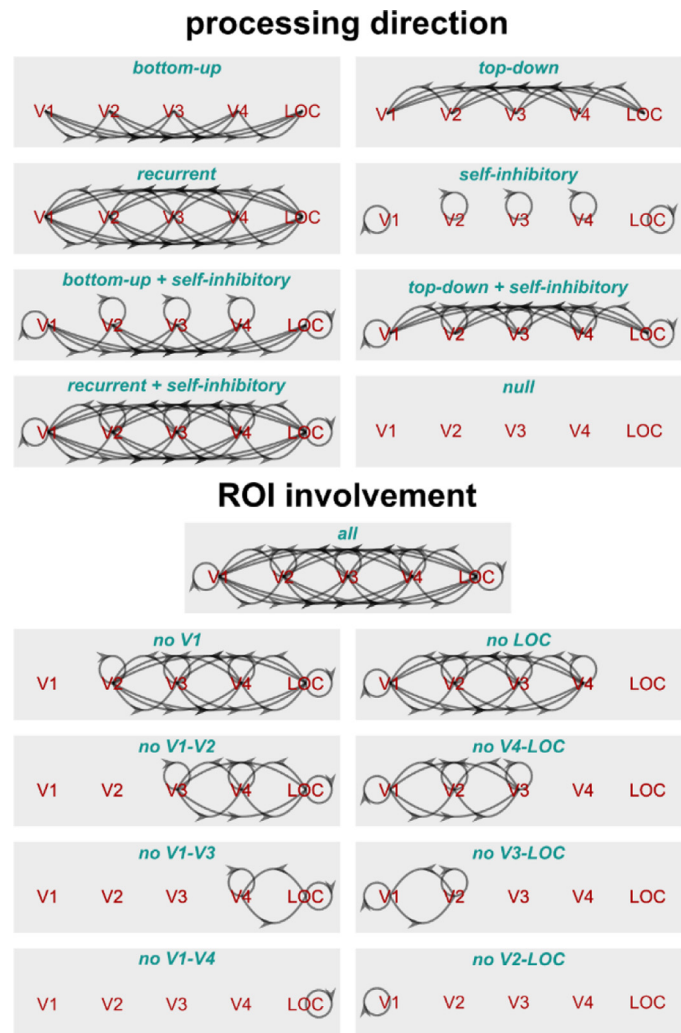 processing direction
bottom-up
V1 V2 V3 V4 LOC
top-down
V1 V2 V3 V4 LOC
recurrent
V1 V2 V3 V4 LOC
self-inhibitory
V1 V2 V3 V4 LOC
bottom-up + self-inhibitory
V1 V2 V3 V4 LOC
top-down + self-inhibitory
V1 V2 V3 V4 LOC
recurrent + self-inhibitory
V1 V2 V3 V4 LOC
null
V1 V2 V3 V4 LOC
ROI involvement
all
V1 V2 V3 V4 LOC
no V1
V1 V2 V3 V4 LOC
no LOC
V1 V2 V3 V4 LOC
no V1-V2
V1 V2 V3 V4 LOC
no V4-LOC
V1 V2 V3 V4 LOC
no V1-V3
V1 V2 V3 V4 LOC
no V3-LOC
V1 V2 V3 V4 LOC
no V1-V4
V1 V2 V3 V4 LOC
no V2-LOC
V1 V2 V3 V4 LOC